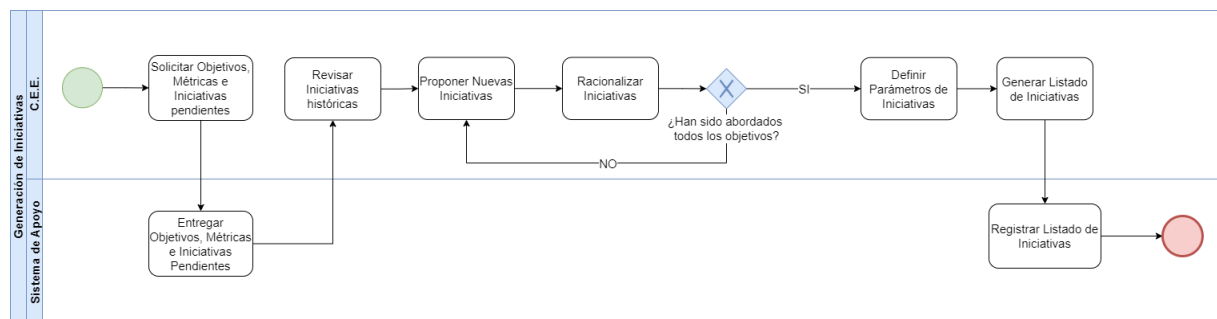 Generación de Iniciativas
C.E.E.
Solicitar Objetivos,
Métricas e
Iniciativas
pendientes
Revisar
Iniciativas
históricas
Proponer Nuevas
Iniciativas
Racionalizar
Iniciativas
¿Han sido abordados
todos los objetivos?
SI
NO
Definir
Parámetros de
Iniciativas
Generar Listado
de Iniciativas
Sistema de Apoyo
Entregar
Objetivos, Métricas
e Iniciativas
Pendientes
Registrar Listado de
Iniciativas